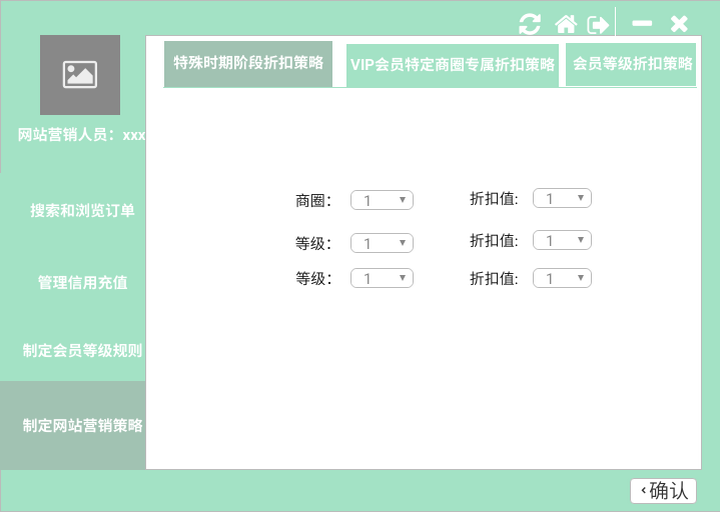 特殊时期阶段折扣策略 VIP会员特定商圈专属折扣策略 会员等级折扣策略
网站营销人员：xxx
搜索和浏览订单
管理信用充值
制定会员等级规则
制定网站营销策略
商圈： 1 折扣值: 1
等级： 1 折扣值: 1
等级： 1 折扣值: 1
‹确认